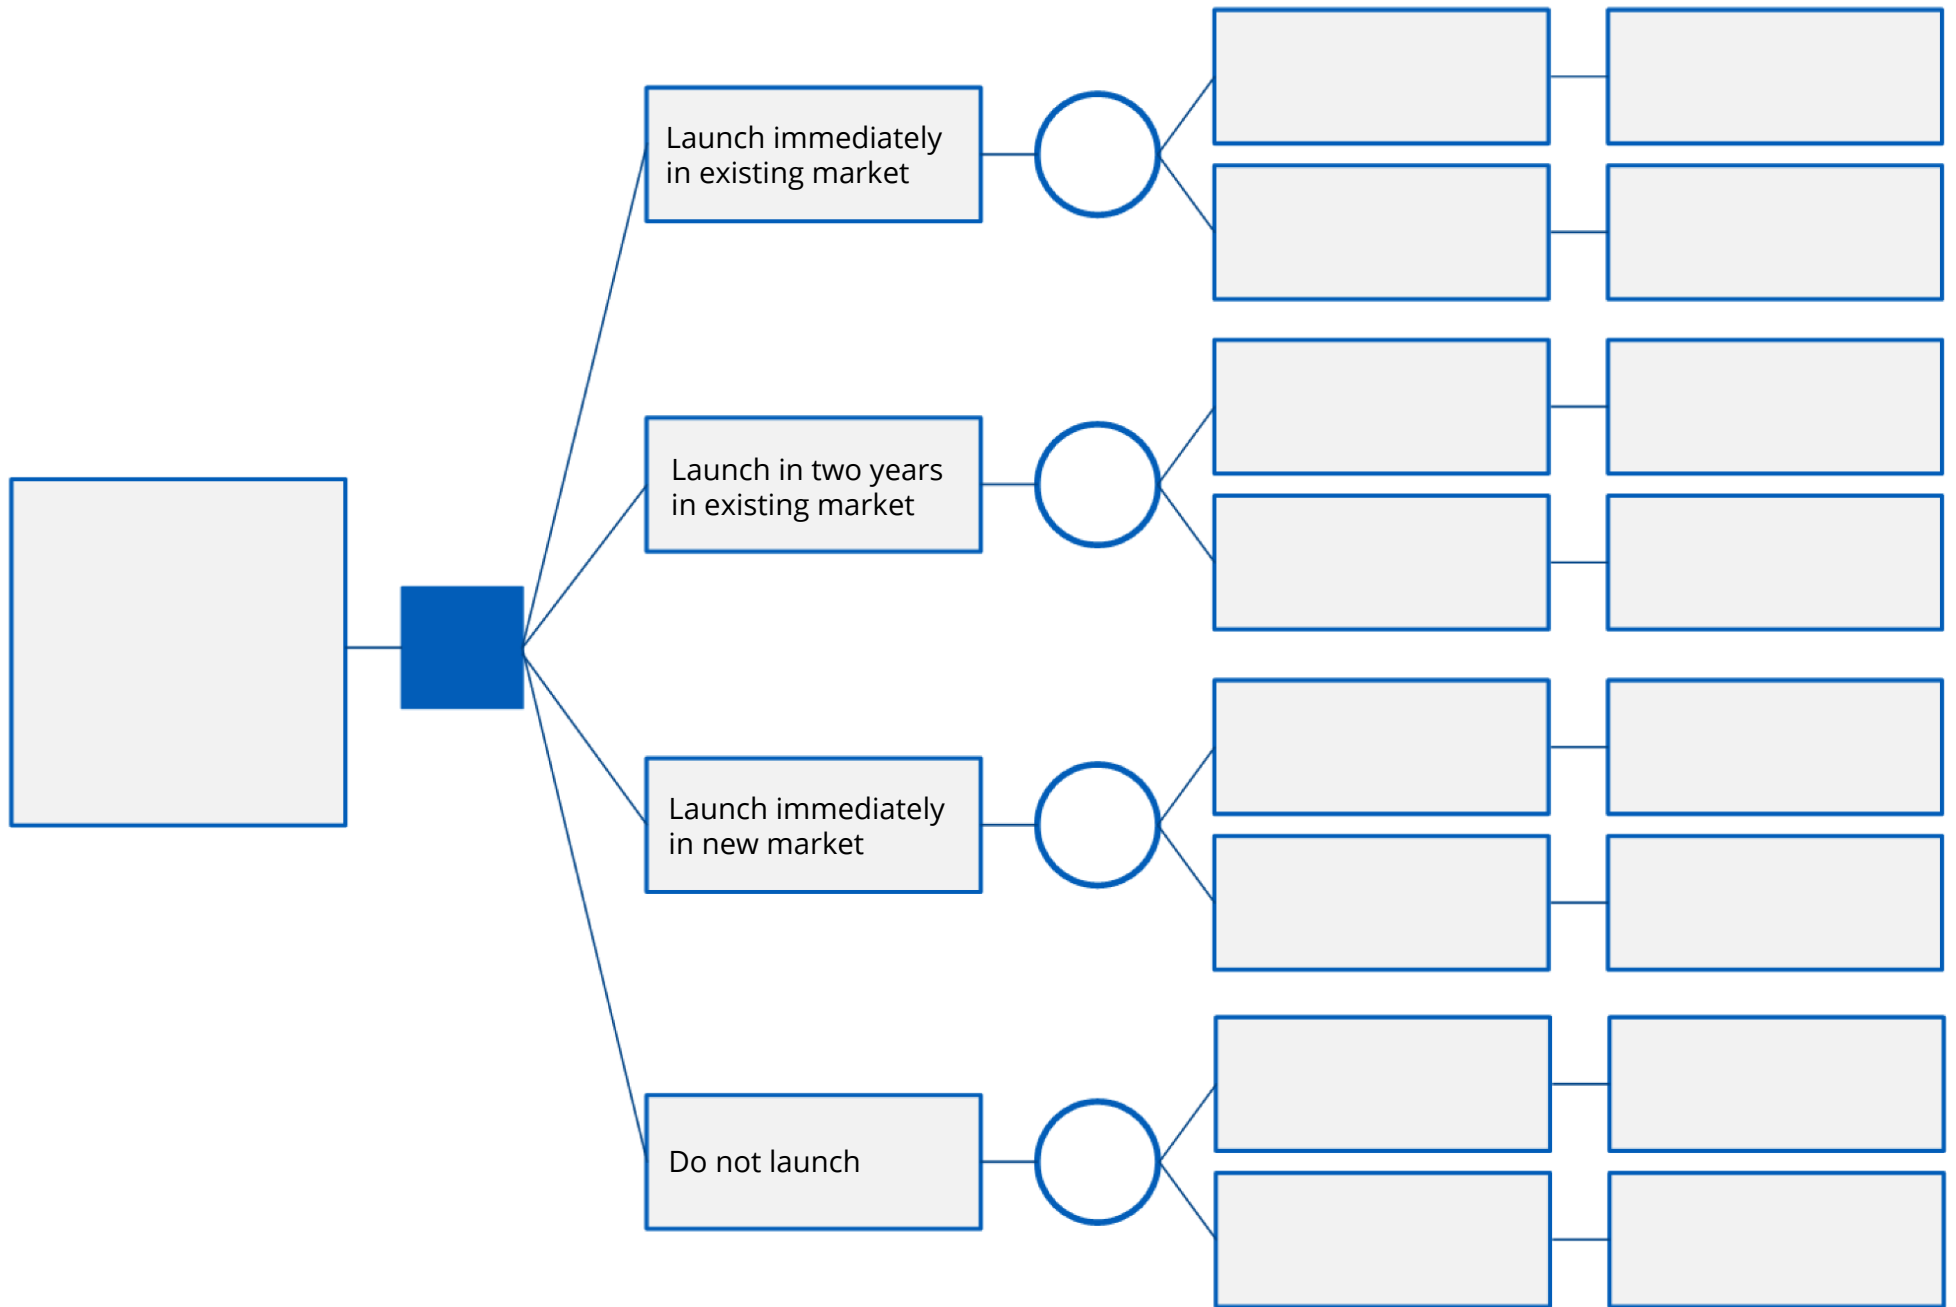 Launch immediately
in existing market
Launch in two years
in existing market
Launch immediately
in new market
Do not launch